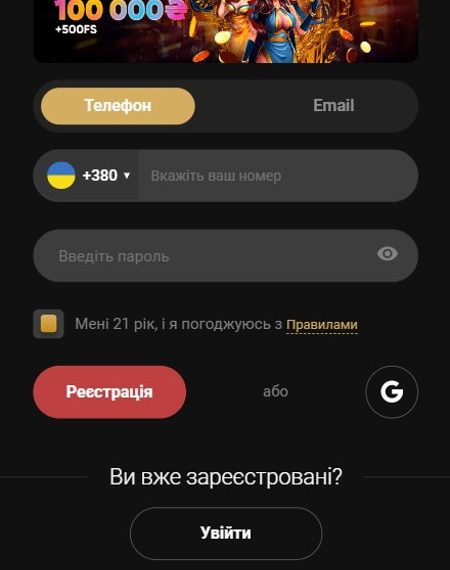 100 000₴
+500FS
Телефон
Email
+380
Вкажіть ваш номер
Введіть пароль
Мені 21 рік, і я погоджуюсь з Правилами
Реєстрація
або
G
Ви вже зареєстровані?
Увійти